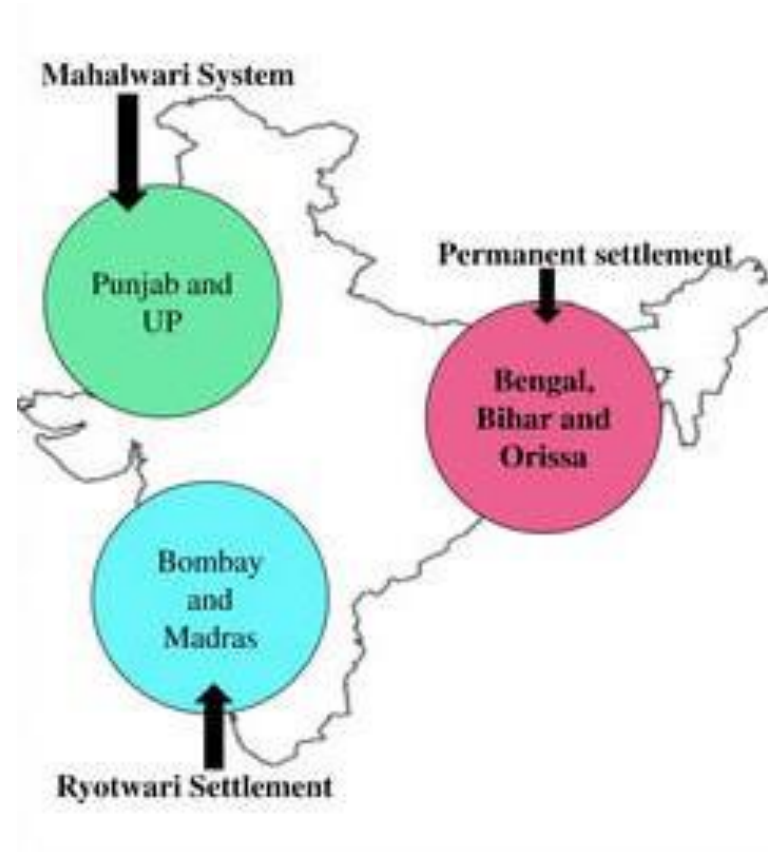 Mahalwari System
Punjab and
UP
Permanent settlement
Bengal,
Bihar and
Orissa
Bombay
and
Madras
Ryotwari Settlement